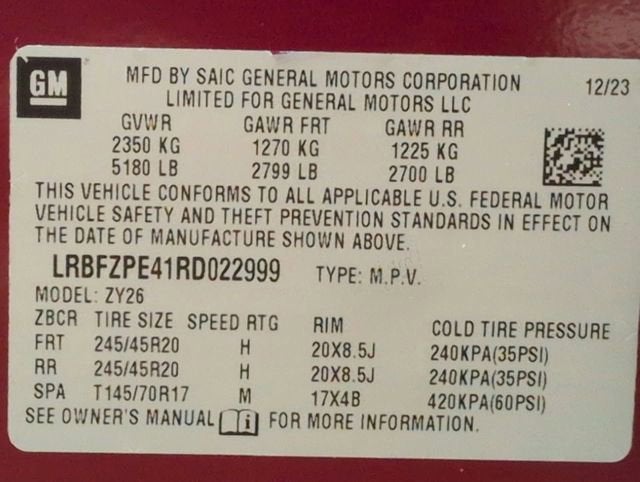 GM
MFD BY SAIC GENERAL MOTORS CORPORATION 12/23
LIMITED FOR GENERAL MOTORS LLC
GVWR GAWR FRT GAWR RR
2350 KG 1270 KG 1225 KG
5180 LB 2799 LB 2700 LB
THIS VEHICLE CONFORMS TO ALL APPLICABLE U.S. FEDERAL MOTOR
VEHICLE SAFETY AND THEFT PREVENTION STANDARDS IN EFFECT ON
THE DATE OF MANUFACTURE SHOWN ABOVE.
LRBFZPE41RD022999 TYPE: M.P.V.
MODEL: ZY26
ZBCR TIRE SIZE SPEED RTG RIM COLD TIRE PRESSURE
FRT 245/45R20 H 20X8.5J 240KPA(35PSI)
RR 245/45R20 H 20X8.5J 240KPA(35PSI)
SPA T145/70R17 M 17X4B 420KPA(60PSI)
SEE OWNER'S MANUAL i FOR MORE INFORMATION.